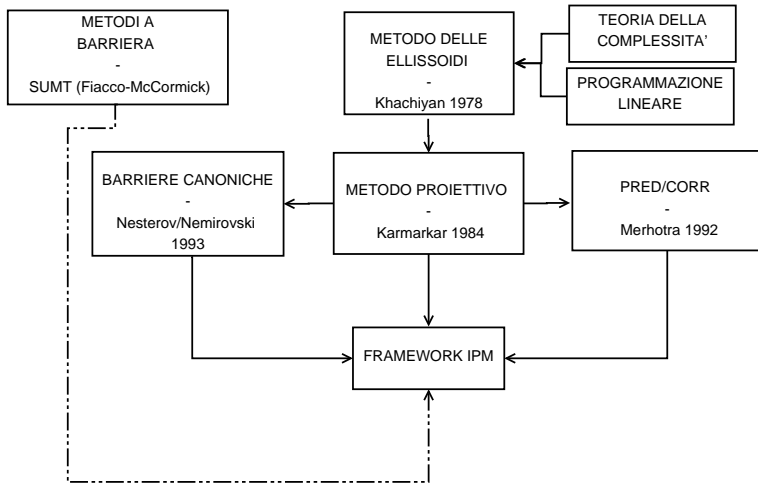 METODI A
BARRIERA
-
SUMT (Fiacco-McCormick)
METODO DELLE
ELLISSOIDI
-
Khachiyan 1978
TEORIA DELLA
COMPLESSITA'
PROGRAMMAZIONE
LINEARE
BARRIERE CANONICHE
-
Nesterov/Nemirovski
1993
METODO PROIETTIVO
-
Karmarkar 1984
PRED/CORR
-
Merhotra 1992
FRAMEWORK IPM